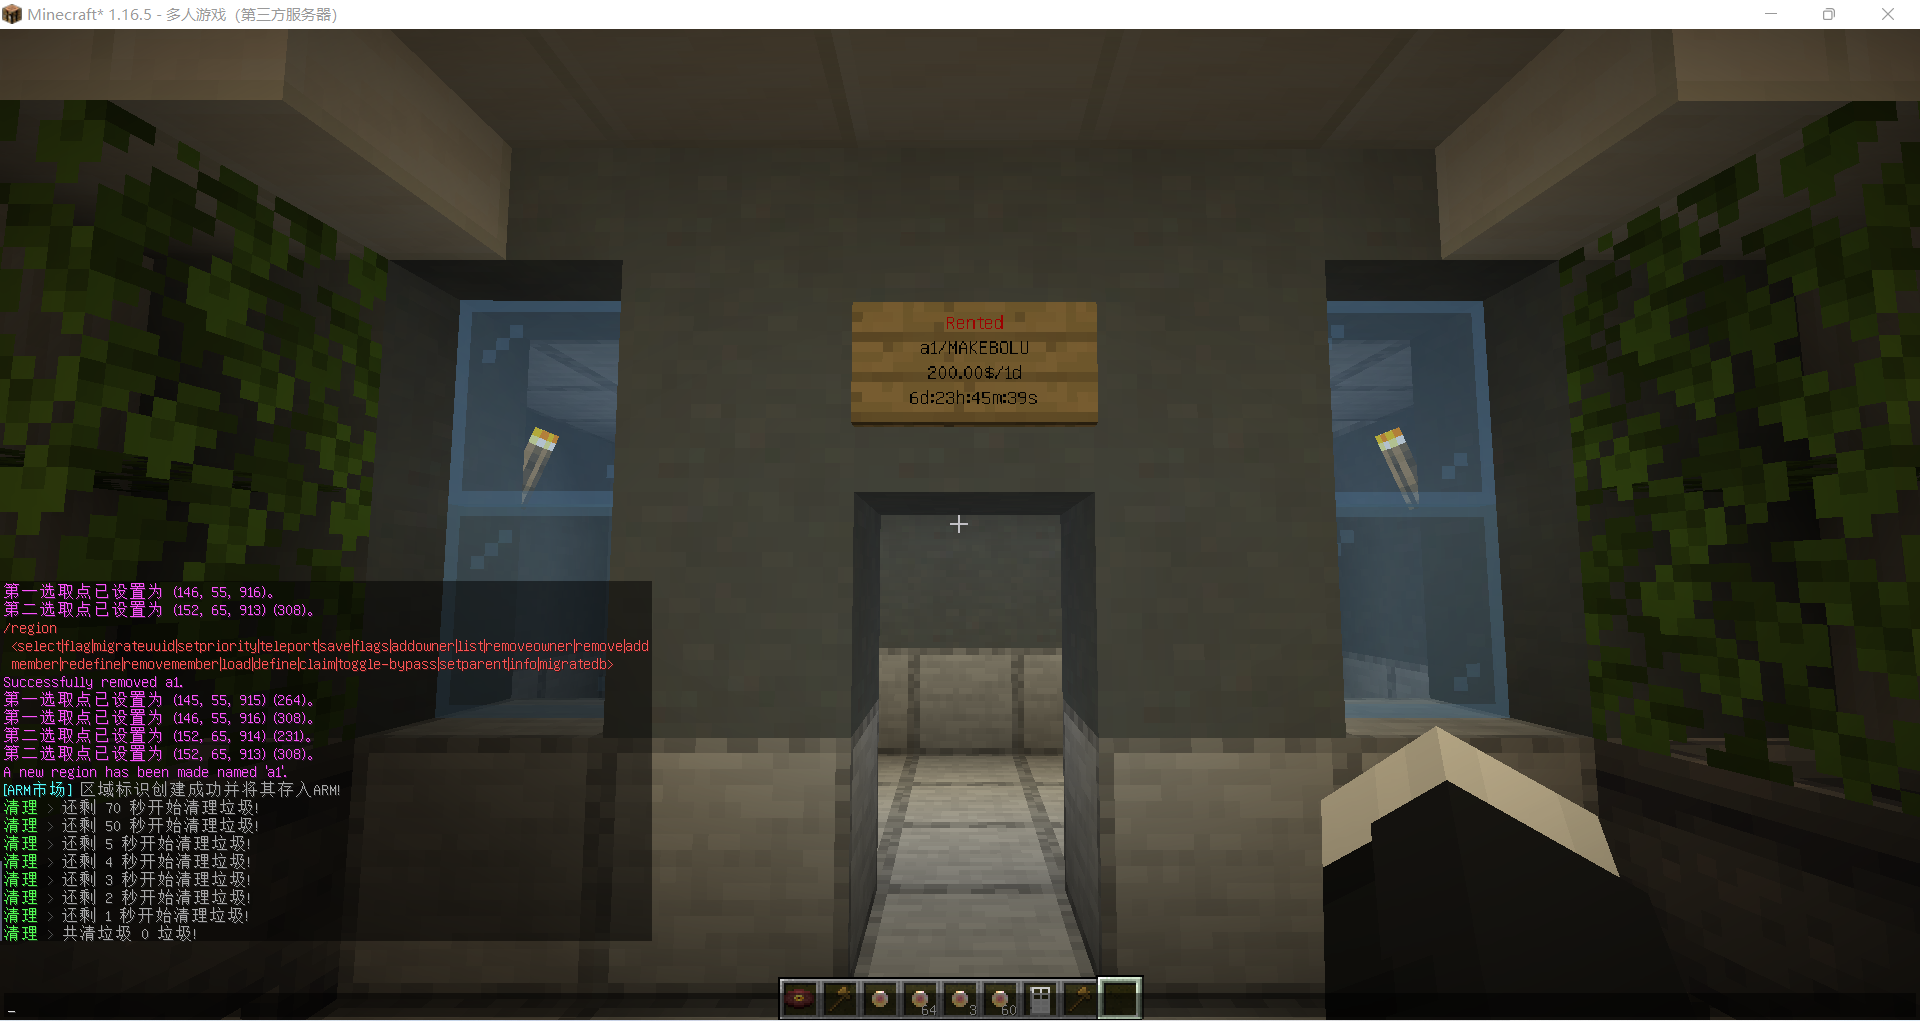 Minecraft* 1.16.5 - 多人游戏 (第三方服务器)
Rented
a1/MAKEBOLU
200.00$/1d
6d:23h:45m:39s
第一选取点已设置为 (146, 55, 916)。
第二选取点已设置为 (152, 65, 913) (308)。
/region
<select|flag|migrateuuid|setpriority|teleport|save|flags|addowner|list|removeowner|remove|add
member|redefine|removemember|load|define|claim|toggle-bypass|setparent|info|migratedb>
Successfully removed a1.
第一选取点已设置为 (145, 55, 915) (264)。
第一选取点已设置为 (146, 55, 916) (308)。
第二选取点已设置为 (152, 65, 914) (231)。
第二选取点已设置为 (152, 65, 913) (308)。
A new region has been made named 'a1'.
[ARM市场] 区域标识创建成功并将其存入ARM!
清理 > 还剩 70 秒开始清理垃圾!
清理 > 还剩 50 秒开始清理垃圾!
清理 > 还剩 5 秒开始清理垃圾!
清理 > 还剩 4 秒开始清理垃圾!
清理 > 还剩 3 秒开始清理垃圾!
清理 > 还剩 2 秒开始清理垃圾!
清理 > 还剩 1 秒开始清理垃圾!
清理 > 共清垃圾 0 垃圾!
64 3 60
_